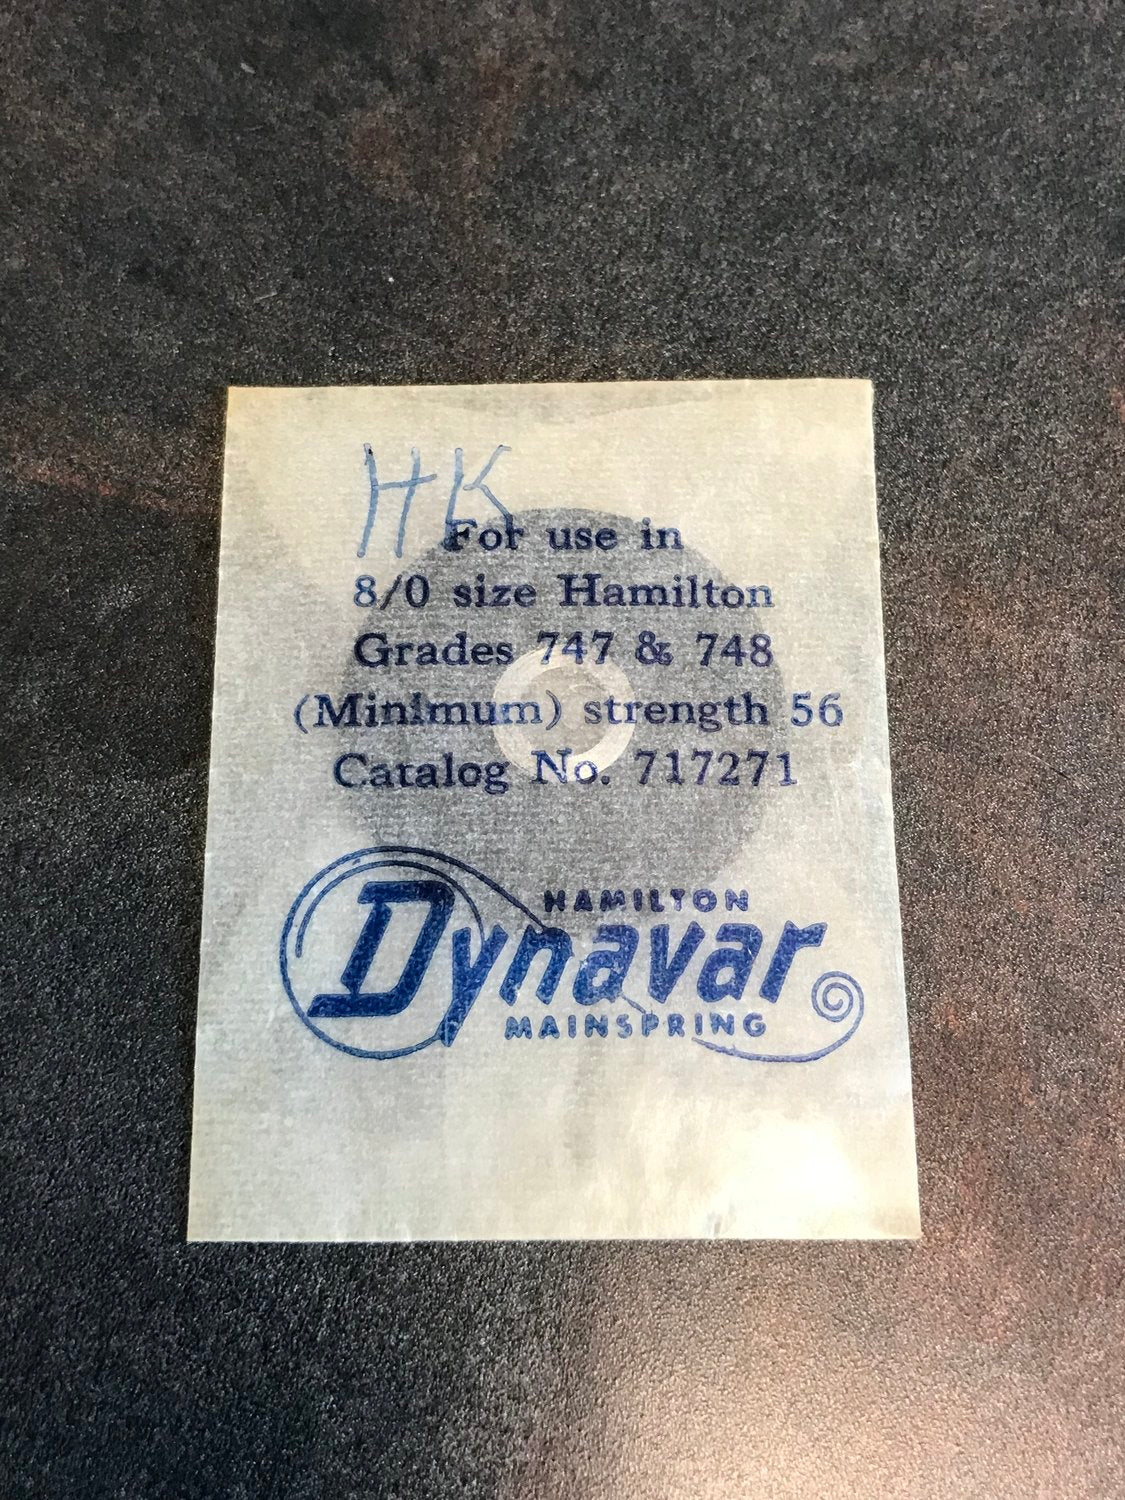 HK
For use in
8/0 size Hamilton
Grades 747 & 748
(Minimum) strength 56
Catalog No. 717271
HAMILTON
Dynavar
MAINSPRING